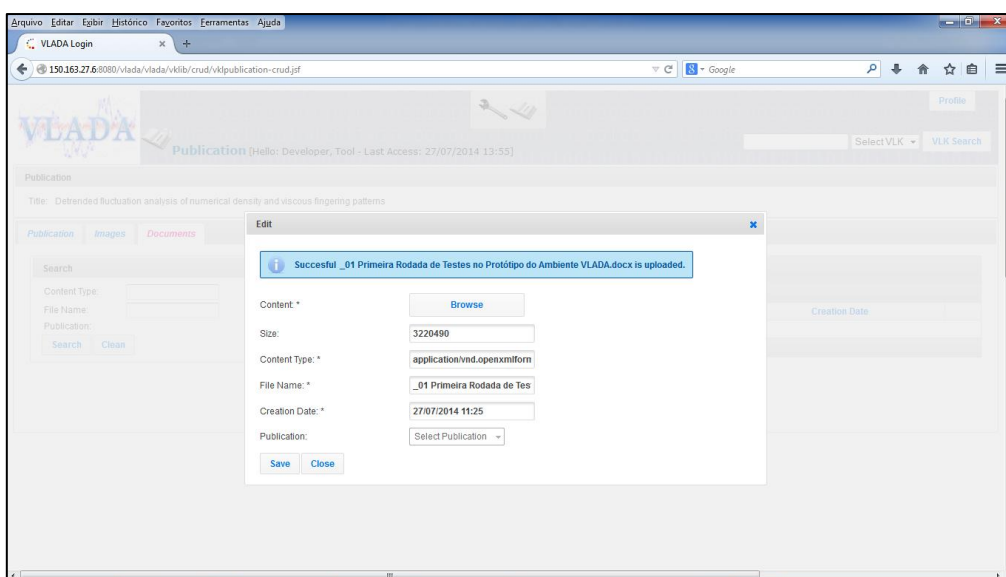 Arquivo Editar Exibir Histórico Favoritos Ferramentas Ajuda
VLADA Login
150.163.27.6:8080/vlada/vlada/vklib/crud/vklpublication-crud.jsf
Google
Profile
VLADA
Publication [Hello: Developer, Tool - Last Access: 27/07/2014 13:55]
Select VLK VLK Search
Publication
Title: Detrended fluctuation analysis of numerical density and viscous fingering patterns
Publication Images Documents
Search
Content Type:
File Name:
Publication:
Search Clean
Creation Date
Edit
Succesful _01 Primeira Rodada de Testes no Protótipo do Ambiente VLADA.docx is uploaded.
Content: * Browse
Size: 3220490
Content Type: * application/vnd.openxmlforn
File Name: * _01 Primeira Rodada de Tes
Creation Date: * 27/07/2014 11:25
Publication: Select Publication
Save Close